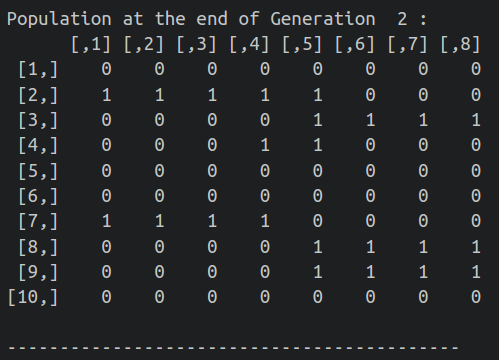 Population at the end of Generation  2 :
      [,1] [,2] [,3] [,4] [,5] [,6] [,7] [,8]
 [1,]    0    0    0    0    0    0    0    0
 [2,]    1    1    1    1    1    0    0    0
 [3,]    0    0    0    0    1    1    1    1
 [4,]    0    0    0    1    1    0    0    0
 [5,]    0    0    0    0    0    0    0    0
 [6,]    0    0    0    0    0    0    0    0
 [7,]    1    1    1    1    0    0    0    0
 [8,]    0    0    0    0    1    1    1    1
 [9,]    0    0    0    0    1    1    1    1
[10,]    0    0    0    0    0    0    0    0
-------------------------------------------